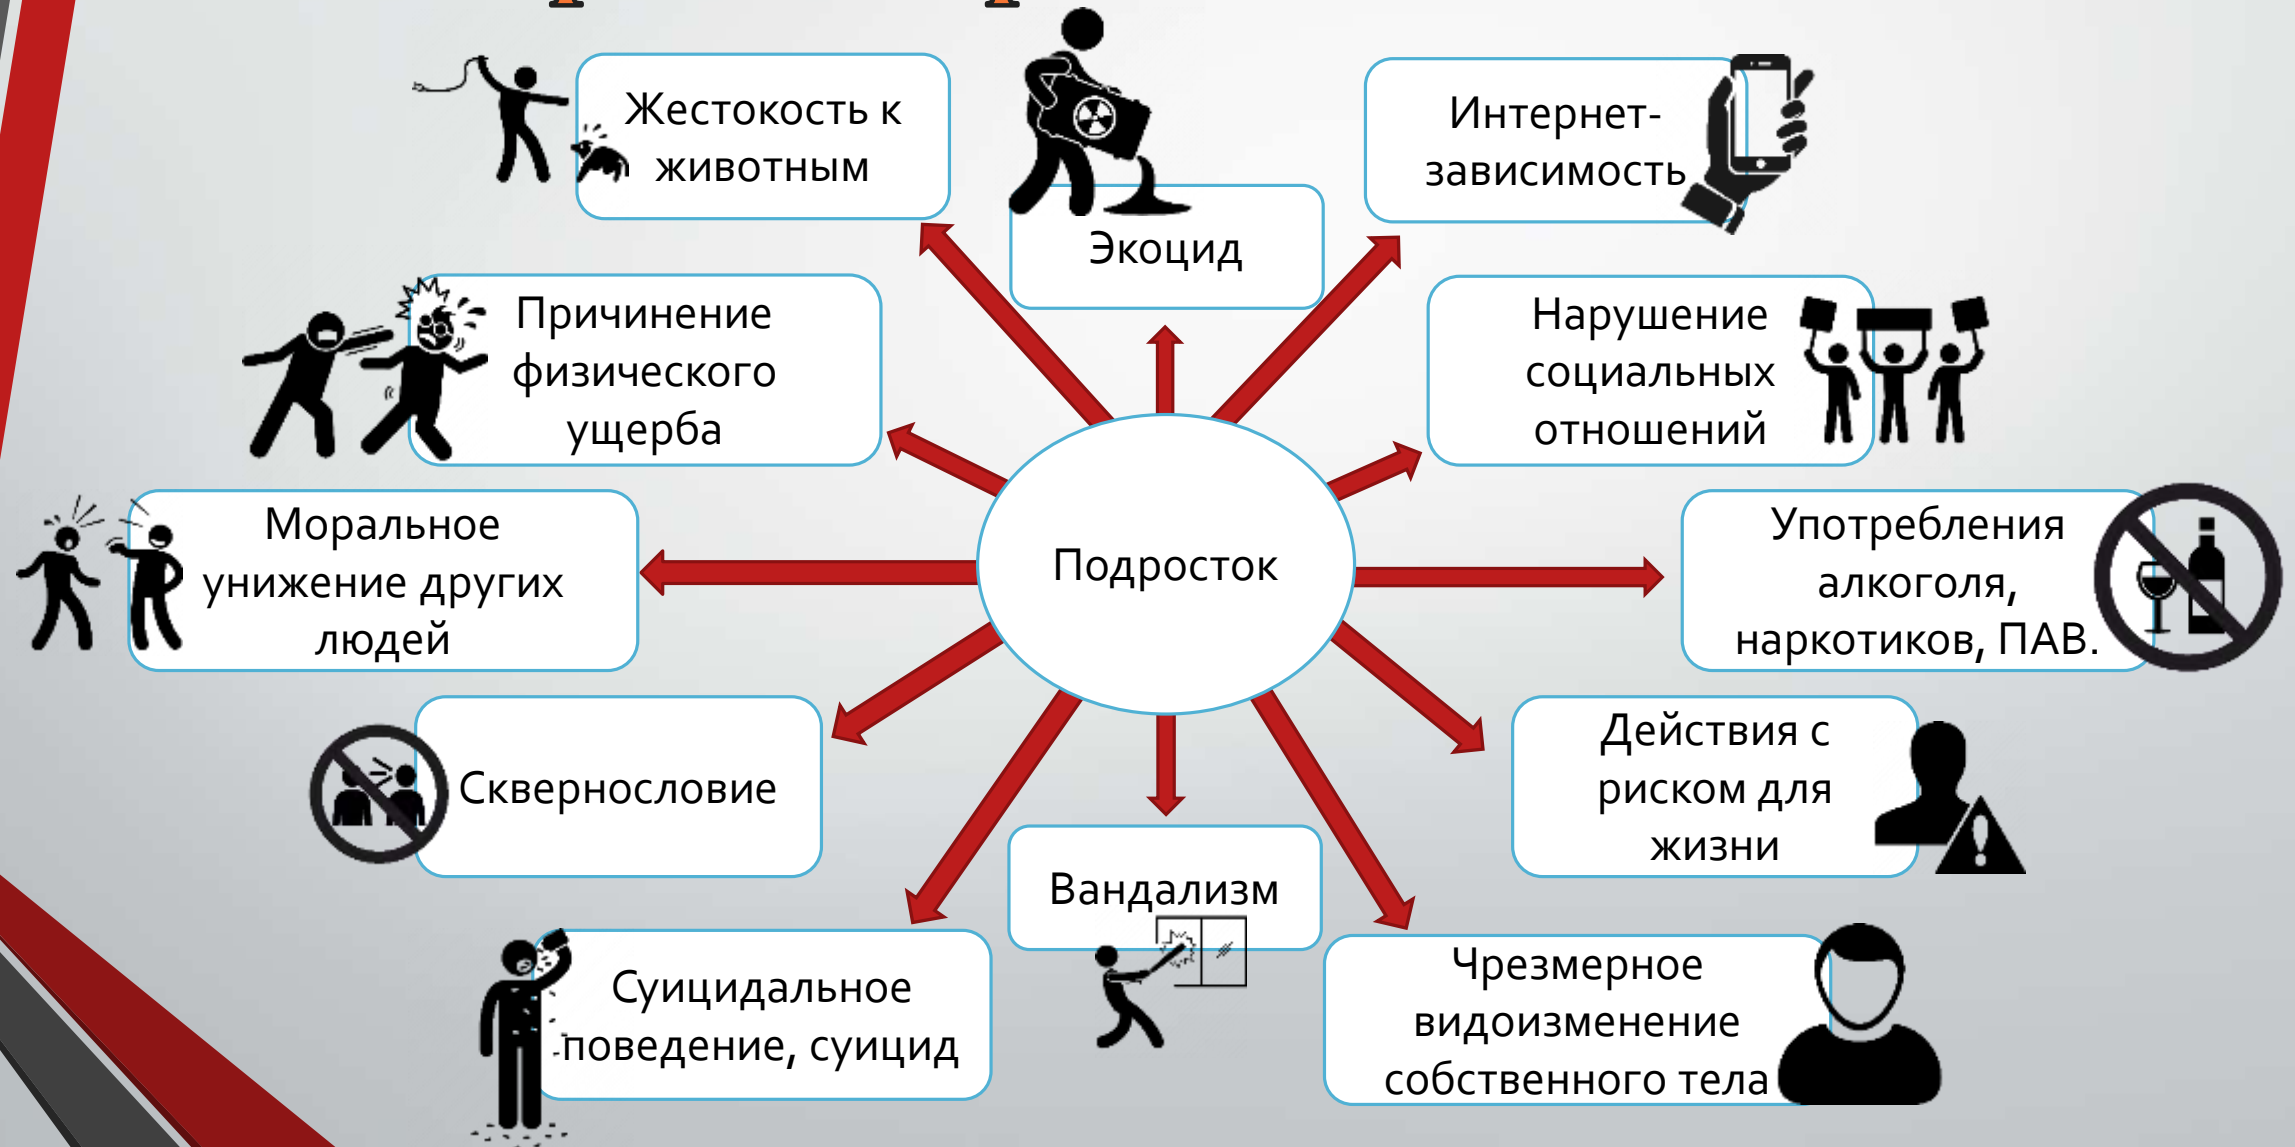 Жестокость к
животным
Экоцид
Интернет-
зависимость
Причинение
физического
ущерба
Нарушение
социальных
отношений
Моральное
унижение других
людей
Подросток
Употребления
алкоголя,
наркотиков, ПАВ.
Сквернословие
Действия с
риском для
жизни
Вандализм
Суицидальное
поведение, суицид
Чрезмерное
видоизменение
собственного тела